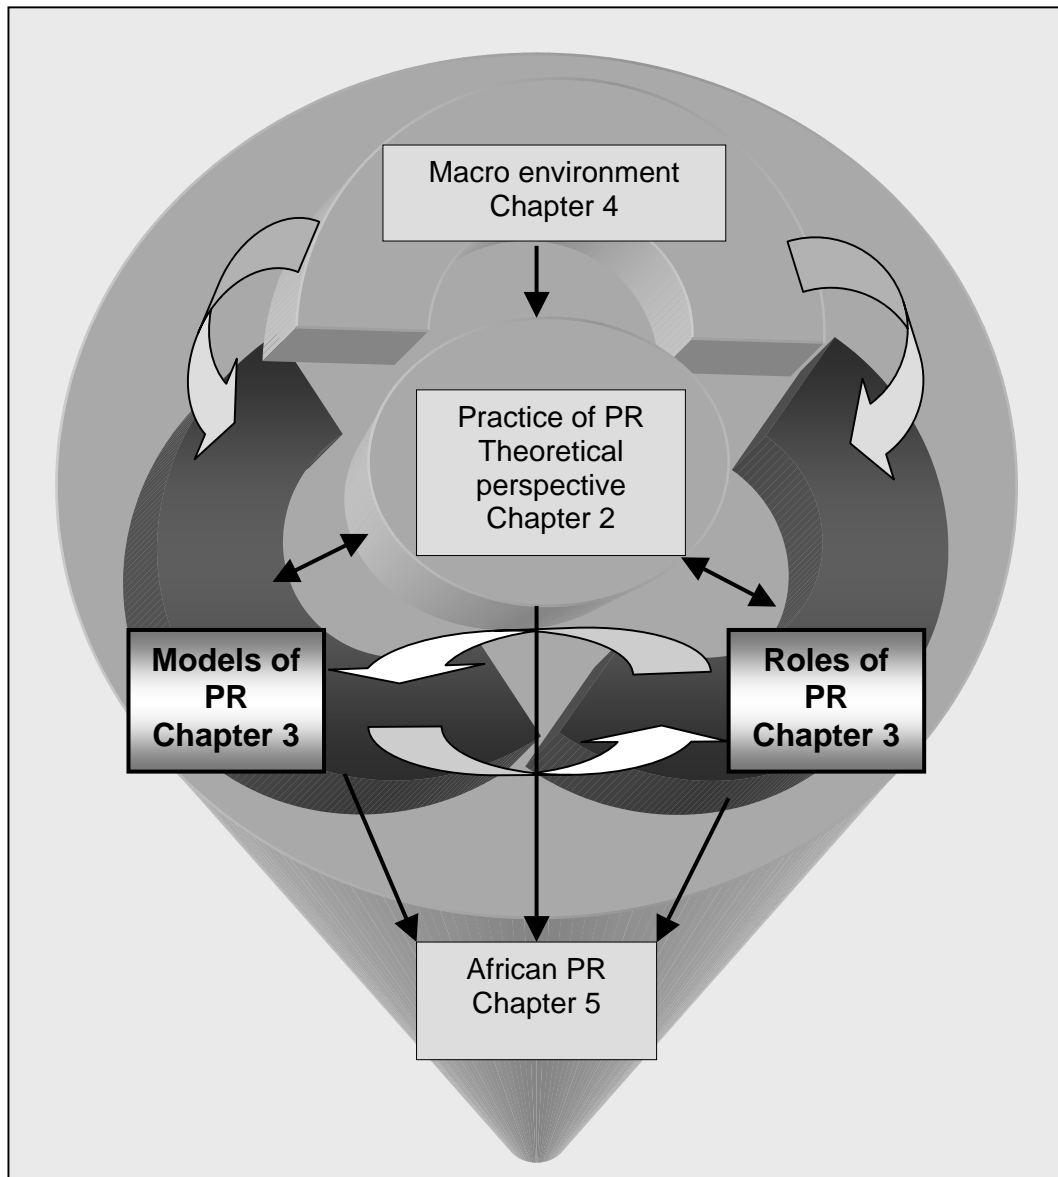 Macro environment
Chapter 4
Practice of PR
Theoretical
perspective
Chapter 2
Models of
PR
Chapter 3
Roles of
PR
Chapter 3
African PR
Chapter 5